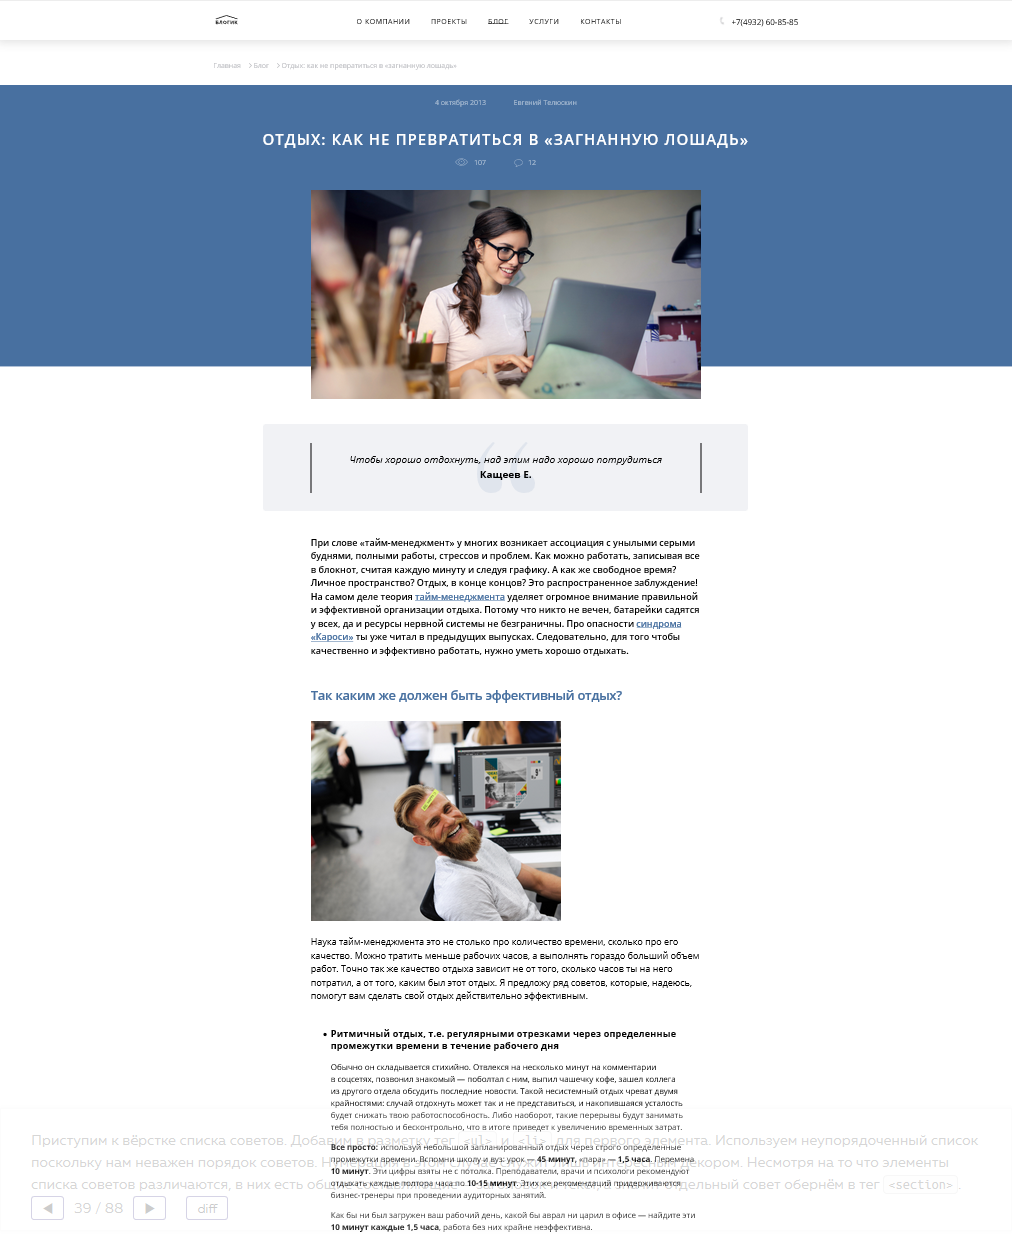 БЛОГИК
О КОМПАНИИ ПРОЕКТЫ БЛОГ УСЛУГИ КОНТАКТЫ
+7(4932) 60-85-85
Главная > Блог > Отдых: как не превратиться в «загнанную лошадь»
4 октября 2013 Евгений Телюскин
ОТДЫХ: КАК НЕ ПРЕВРАТИТЬСЯ В «ЗАГНАННУЮ ЛОШАДЬ»
107 12
Чтобы хорошо отдохнуть, над этим надо хорошо потрудиться
Кащеев Е.
При слове «тайм-менеджмент» у многих возникает ассоциация с унылыми серыми
буднями, полными работы, стрессов и проблем. Как можно работать, записывая все
в блокнот, считая каждую минуту и следуя графику. А как же свободное время?
Личное пространство? Отдых, в конце концов? Это распространенное заблуждение!
На самом деле теория тайм-менеджмента уделяет огромное внимание правильной
и эффективной организации отдыха. Потому что никто не вечен, батарейки садятся
у всех, да и ресурсы нервной системы не безграничны. Про опасности синдрома
«Кароси» ты уже читал в предыдущих выпусках. Следовательно, для того чтобы
качественно и эффективно работать, нужно уметь хорошо отдыхать.
Так каким же должен быть эффективный отдых?
Наука тайм-менеджмента это не столько про количество времени, сколько про его
качество. Можно тратить меньше рабочих часов, а выполнять гораздо больший объем
работ. Точно так же качество отдыха зависит не от того, сколько часов ты на него
потратил, а от того, каким был этот отдых. Я предложу ряд советов, которые, надеюсь,
помогут вам сделать свой отдых действительно эффективным.
• Ритмичный отдых, т.е. регулярными отрезками через определенные
промежутки времени в течение рабочего дня
Обычно он складывается стихийно. Отвлекся на несколько минут на комментарии
в соцсетях, позвонил знакомый — поболтал с ним, выпил чашечку кофе, зашел коллега
из другого отдела обсудить последние новости. Такой несистемный отдых чреват двумя
крайностями: случай отдохнуть может так и не представиться, и накопившаяся усталость
будет снижать твою работоспособность. Либо наоборот, такие перерывы будут занимать
тебя полностью и бесконтрольно, что в итоге приведет к увеличению временных затрат.
Приступим к вёрстке списка советов. Добавим в разметку тег <ul> и <li> для первого элемента. Используем неупорядоченный список
Все просто: используй небольшой запланированный отдых через строго определенные
промежутки времени. Вспомни школу и вуз: урок — 45 минут, «пара» — 1,5 часа. Перемена
поскольку нам неважен порядок советов. Нумерация в этом случае служит лишь интересным декором. Несмотря на то что элементы
10 минут. Эти цифры взяты не с потолка. Преподаватели, врачи и психологи рекомендуют
отдыхать каждые полтора часа по 10-15 минут. Этих же рекомендаций придерживаются
списка советов различаются, в них есть общ отдельный совет обернём в тег <section>.
бизнес-тренеры при проведении аудиторных занятий.
39 / 88 diff
Как бы ни был загружен ваш рабочий день, какой бы аврал ни царил в офисе — найдите эти
10 минут каждые 1,5 часа, работа без них крайне неэффективна.